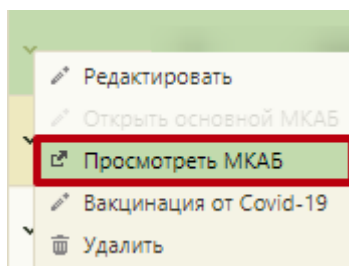 Редактировать
Открыть основной МКАБ
Просмотреть МКАБ
Вакцинация от Covid-19
Удалить